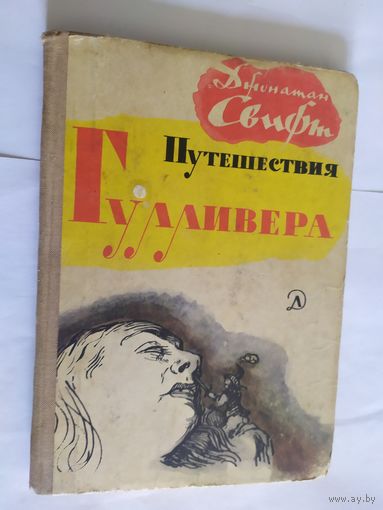 Джонатан
Свифт
Путешествия
Гулливера
Д
www.ay.by